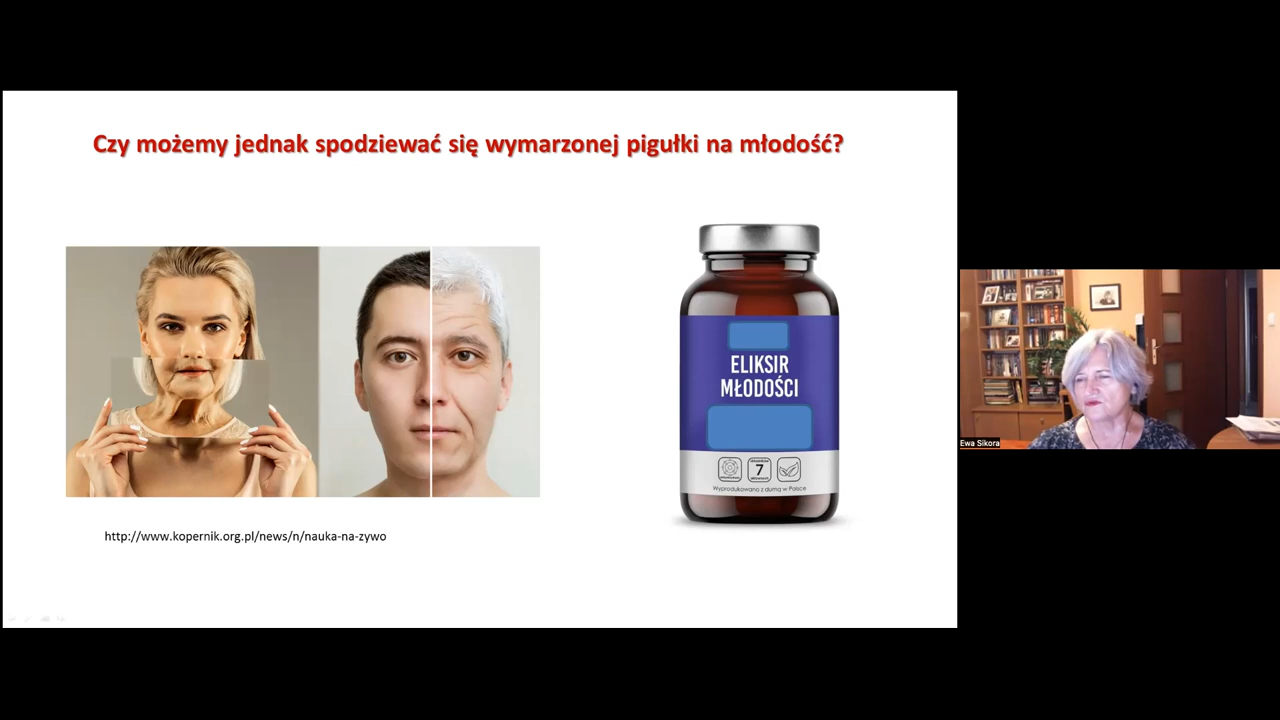 Czy możemy jednak spodziewać się wymarzonej pigułki na młodość?
ELIKSIR
MŁODOŚCI
7
Wyprodukowano z dumą w Polsce
http://www.kopernik.org.pl/news/n/nauka-na-zywo
Ewa Sikora